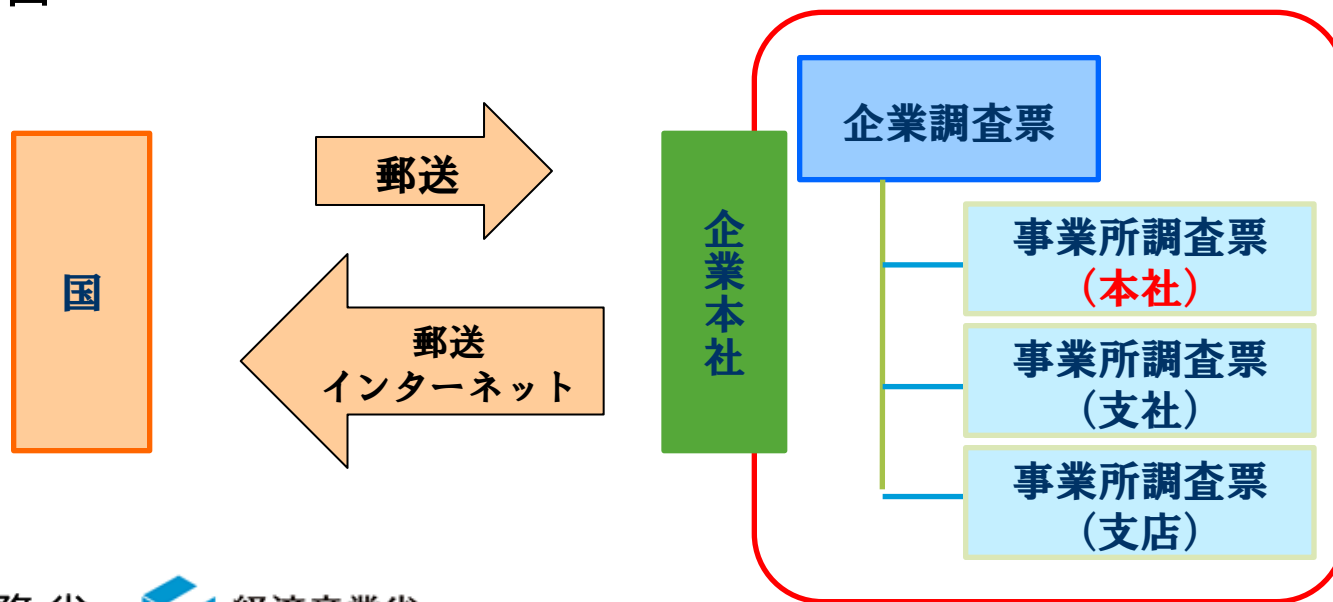 国
郵送
郵送
インターネット
企業本社
企業調査票
事業所調査票
(本社)
事業所調査票
(支社)
事業所調査票
(支店)